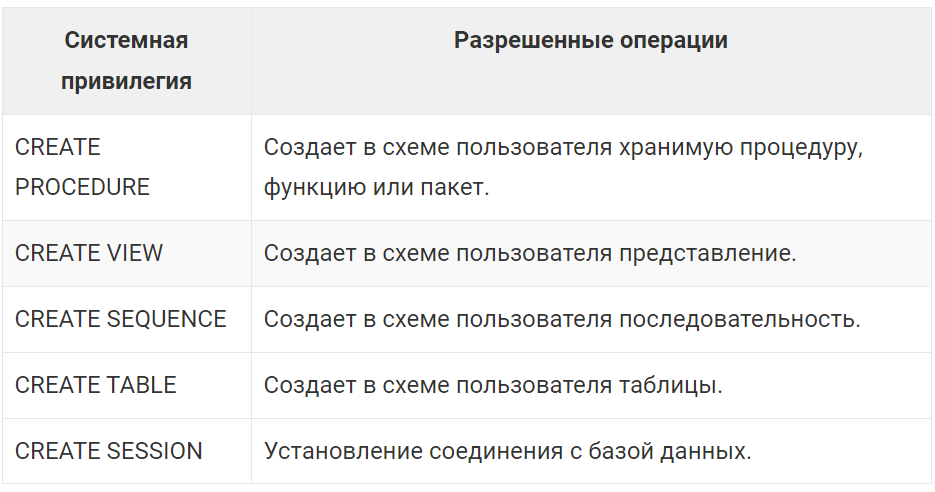 Системная
привилегия
Разрешенные операции
CREATE
PROCEDURE
Создает в схеме пользователя хранимую процедуру,
функцию или пакет.
CREATE VIEW
Создает в схеме пользователя представление.
CREATE SEQUENCE
Создает в схеме пользователя последовательность.
CREATE TABLE
Создает в схеме пользователя таблицы.
CREATE SESSION
Установление соединения с базой данных.